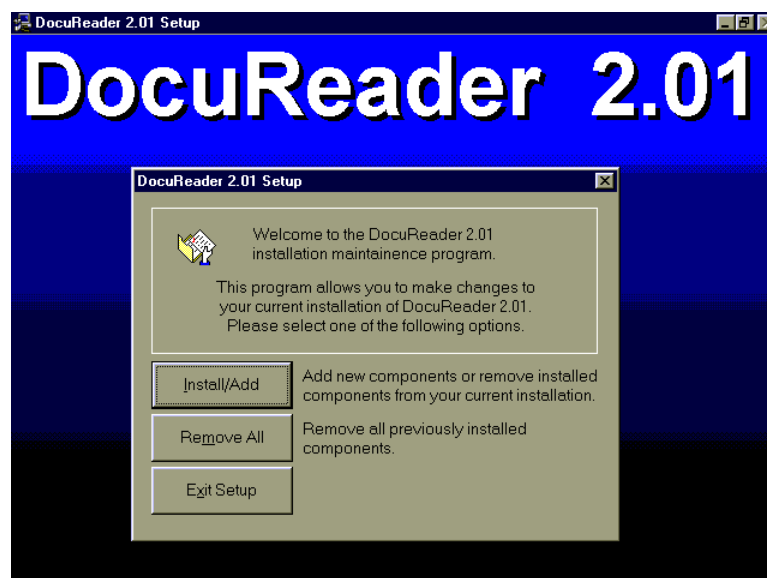 DocuReader 2.01 Setup
DocuReader 2.01
DocuReader 2.01 Setup
Welcome to the DocuReader 2.01
installation maintainence program.
This program allows you to make changes to
your current installation of DocuReader 2.01.
Please select one of the following options.
Install/Add
Add new components or remove installed
components from your current installation.
Remove All
Remove all previously installed
components.
Exit Setup